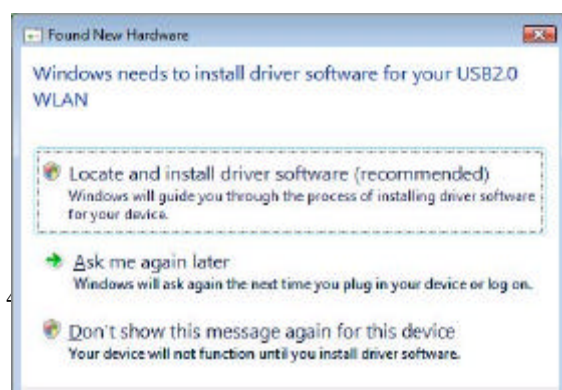 Found New Hardware
Windows needs to install driver software for your USB2.0
WLAN
Locate and install driver software (recommended)
Windows will guide you through the process of installing driver software
for your device.
Ask me again later
Windows will ask again the next time you plug in your device or log on.
4
Don't show this message again for this device
Your device will not function until you install driver software.